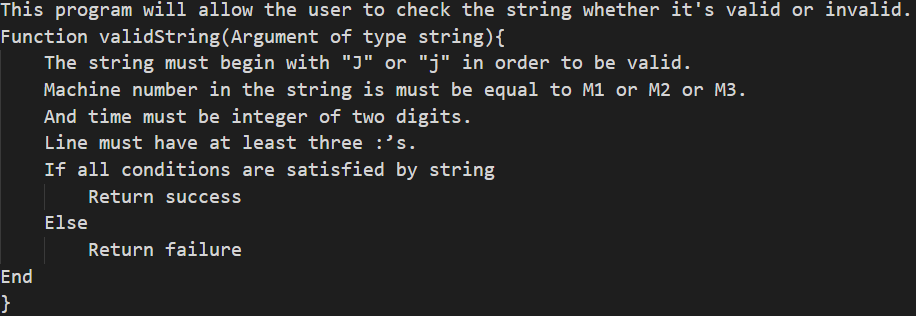 This program will allow the user to check the string whether it's valid or invalid.
Function validString(Argument of type string){
    The string must begin with "J" or "j" in order to be valid.
    Machine number in the string is must be equal to M1 or M2 or M3.
    And time must be integer of two digits.
    Line must have at least three :’s.
    If all conditions are satisfied by string
        Return success
    Else
        Return failure
End
}